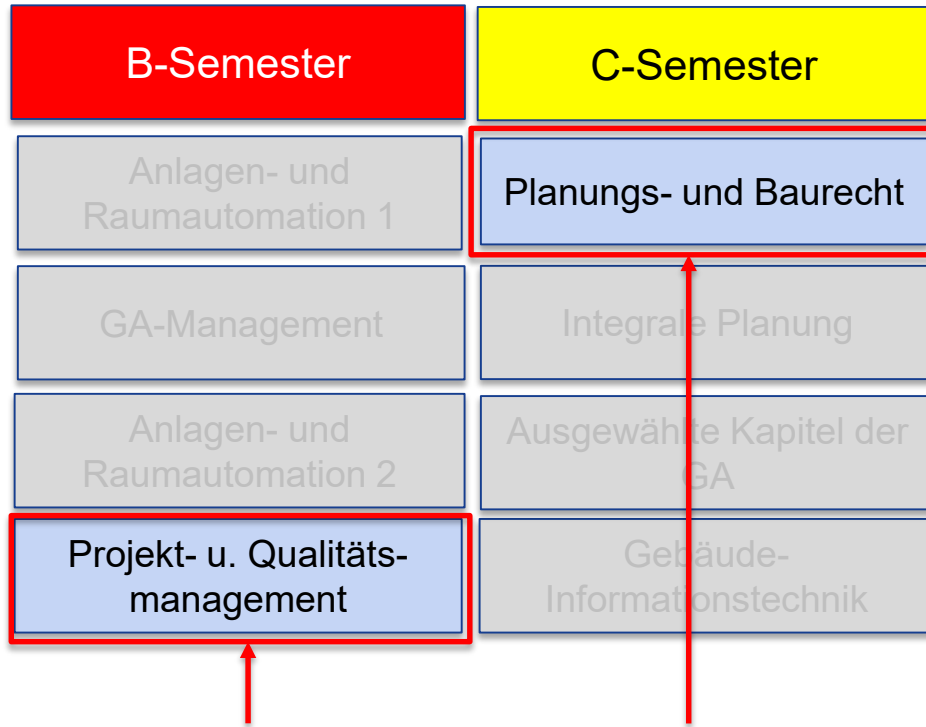 B-Semester
C-Semester
Anlagen- und
Raumautomation 1
Planungs- und Baurecht
GA-Management
Integrale Planung
Anlagen- und
Raumautomation 2
Ausgewählte Kapitel der
GA
Projekt- u. Qualitäts-
management
Gebäude-
Informationstechnik